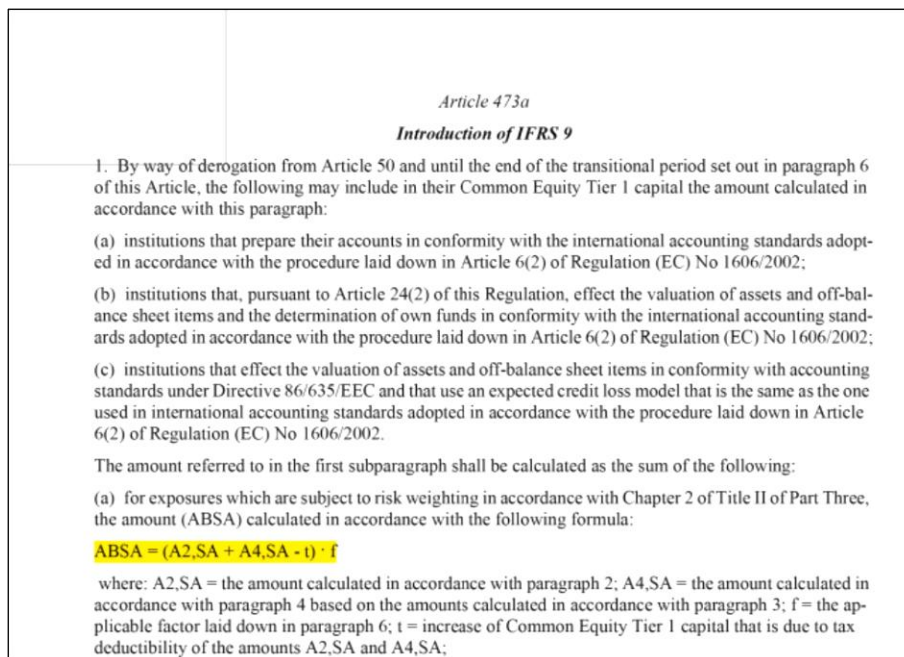 Article 473a
Introduction of IFRS 9
1. By way of derogation from Article 50 and until the end of the transitional period set out in paragraph 6
of this Article, the following may include in their Common Equity Tier 1 capital the amount calculated in
accordance with this paragraph:
(a) institutions that prepare their accounts in conformity with the international accounting standards adopt-
ed in accordance with the procedure laid down in Article 6(2) of Regulation (EC) No 1606/2002;
(b) institutions that, pursuant to Article 24(2) of this Regulation, effect the valuation of assets and off-bal-
ance sheet items and the determination of own funds in conformity with the international accounting stand-
ards adopted in accordance with the procedure laid down in Article 6(2) of Regulation (EC) No 1606/2002;
(c) institutions that effect the valuation of assets and off-balance sheet items in conformity with accounting
standards under Directive 86/635/EEC and that use an expected credit loss model that is the same as the one
used in international accounting standards adopted in accordance with the procedure laid down in Article
6(2) of Regulation (EC) No 1606/2002.
The amount referred to in the first subparagraph shall be calculated as the sum of the following:
(a) for exposures which are subject to risk weighting in accordance with Chapter 2 of Title II of Part Three,
the amount (ABSA) calculated in accordance with the following formula:
ABSA = (A2,SA + A4,SA - t) · f
where: A2,SA = the amount calculated in accordance with paragraph 2; A4,SA = the amount calculated in
accordance with paragraph 4 based on the amounts calculated in accordance with paragraph 3; f = the ap-
plicable factor laid down in paragraph 6; t = increase of Common Equity Tier 1 capital that is due to tax
deductibility of the amounts A2,SA and A4,SA;